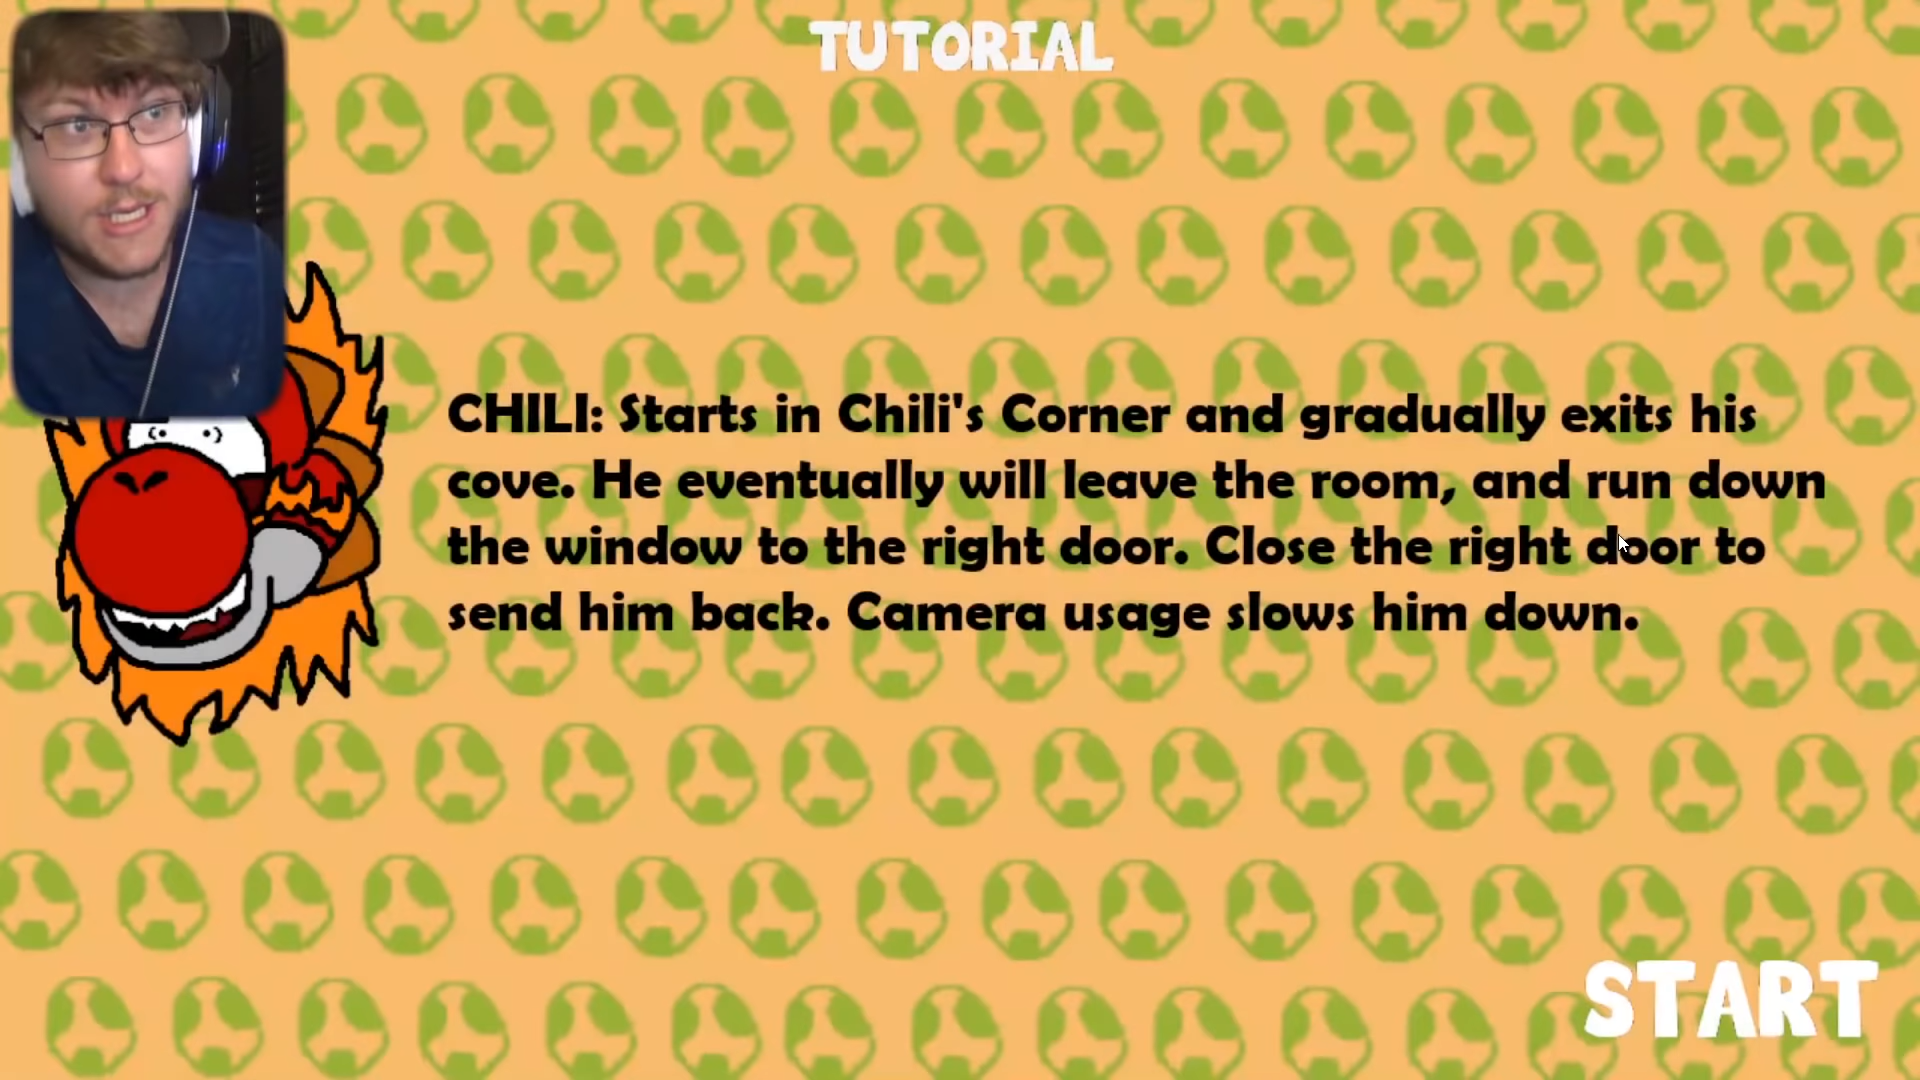 TUTORIAL
CHILI: Starts in Chili's Corner and gradually exits his
cove. He eventually will leave the room, and run down
the window to the right door. Close the right door to
send him back. Camera usage slows him down.
START